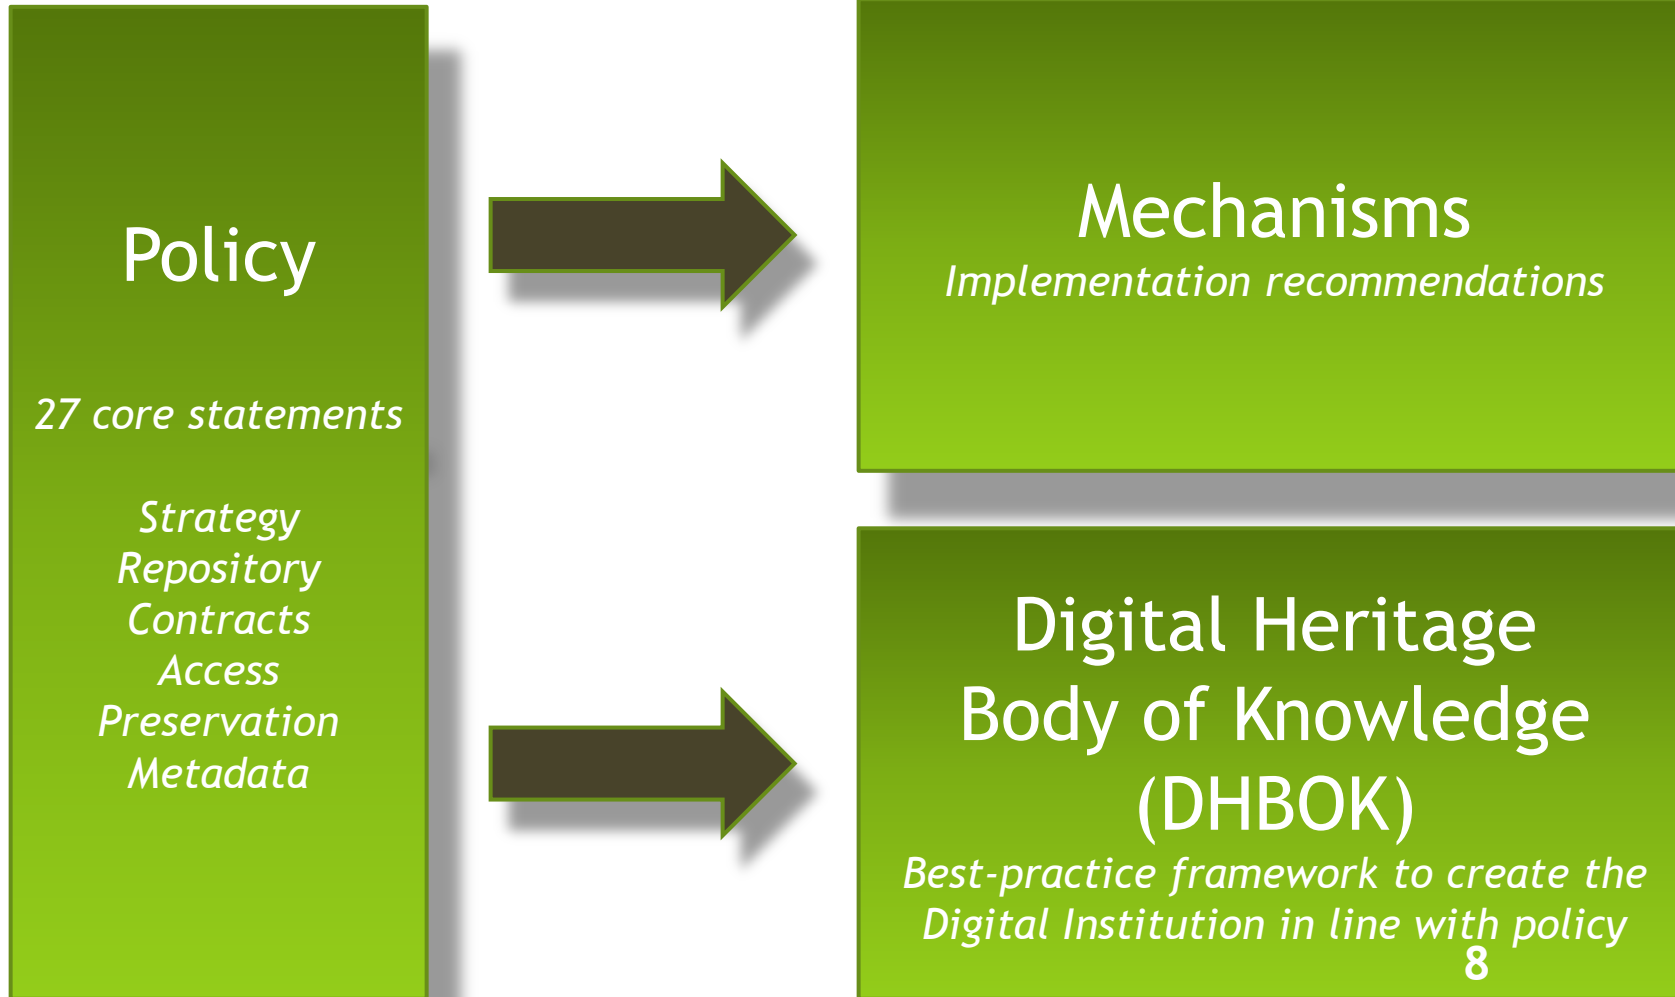 Policy
27 core statements
Strategy
Repository
Contracts
Access
Preservation
Metadata
Mechanisms
Implementation recommendations
Digital Heritage
Body of Knowledge
(DHBOK)
Best-practice framework to create the
Digital Institution in line with policy
8